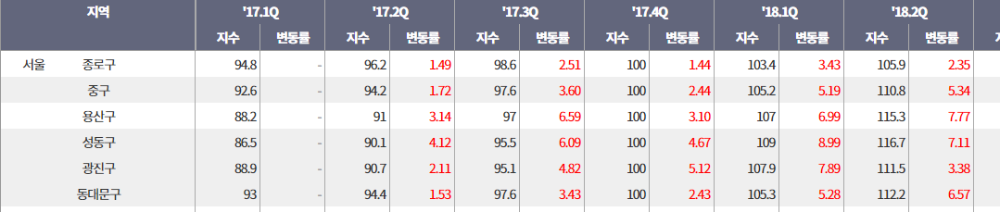 지역 '17.1Q '17.2Q '17.3Q '17.4Q '18.1Q '18.2Q
지수 변동률 지수 변동률 지수 변동률 지수 변동률 지수 변동률 지수 변동률
서울 종로구 94.8 - 96.2 1.49 98.6 2.51 100 1.44 103.4 3.43 105.9 2.35
중구 92.6 - 94.2 1.72 97.6 3.60 100 2.44 105.2 5.19 110.8 5.34
용산구 88.2 - 91 3.14 97 6.59 100 3.10 107 6.99 115.3 7.77
성동구 86.5 - 90.1 4.12 95.5 6.09 100 4.67 109 8.99 116.7 7.11
광진구 88.9 - 90.7 2.11 95.1 4.82 100 5.12 107.9 7.89 111.5 3.38
동대문구 93 - 94.4 1.53 97.6 3.43 100 2.43 105.3 5.28 112.2 6.57